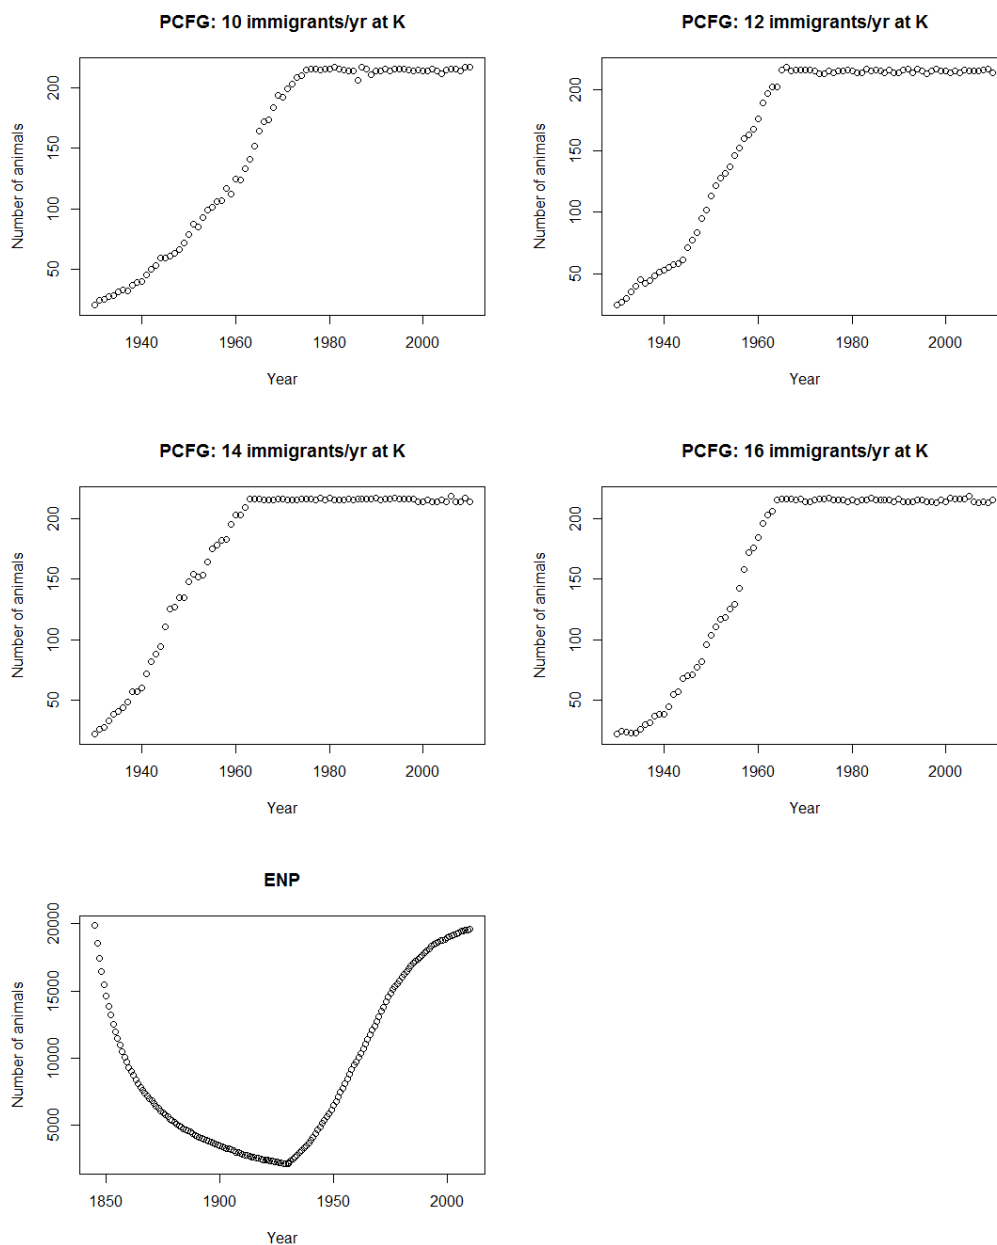 PCFG: 10 immigrants/yr at K
Number of animals
50
100
150
200
1940
1960
1980
2000
Year
PCFG: 12 immigrants/yr at K
Number of animals
50
100
150
200
1940
1960
1980
2000
Year
PCFG: 14 immigrants/yr at K
Number of animals
50
100
150
200
1940
1960
1980
2000
Year
PCFG: 16 immigrants/yr at K
Number of animals
50
100
150
200
1940
1960
1980
2000
Year
ENP
Number of animals
5000
10000
15000
20000
1850
1900
1950
2000
Year